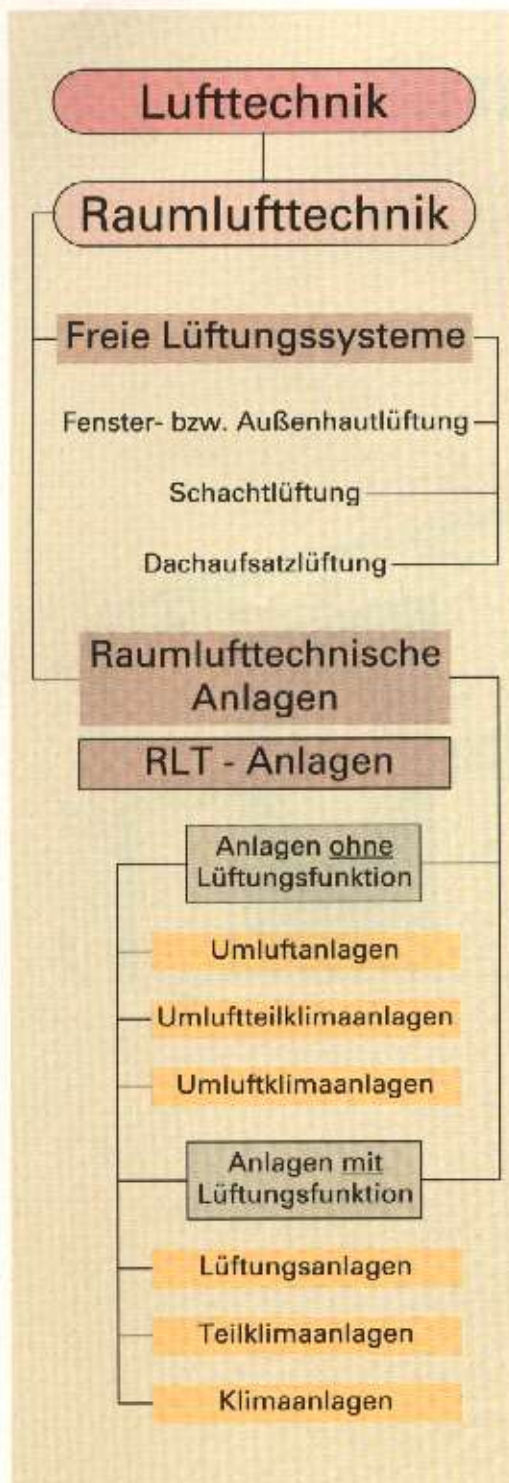 Lufttechnik
Raumlufttechnik
Freie Lüftungssysteme
Fenster- bzw. Außenhautlüftung
Schachtlüftung
Dachaufsatzlüftung
Raumlufttechnische
Anlagen
RLT - Anlagen
Anlagen ohne
Lüftungsfunktion
Umluftanlagen
Umluftteilklimaanlagen
Umluftklimaanlagen
Anlagen mit
Lüftungsfunktion
Lüftungsanlagen
Teilklimaanlagen
Klimaanlagen